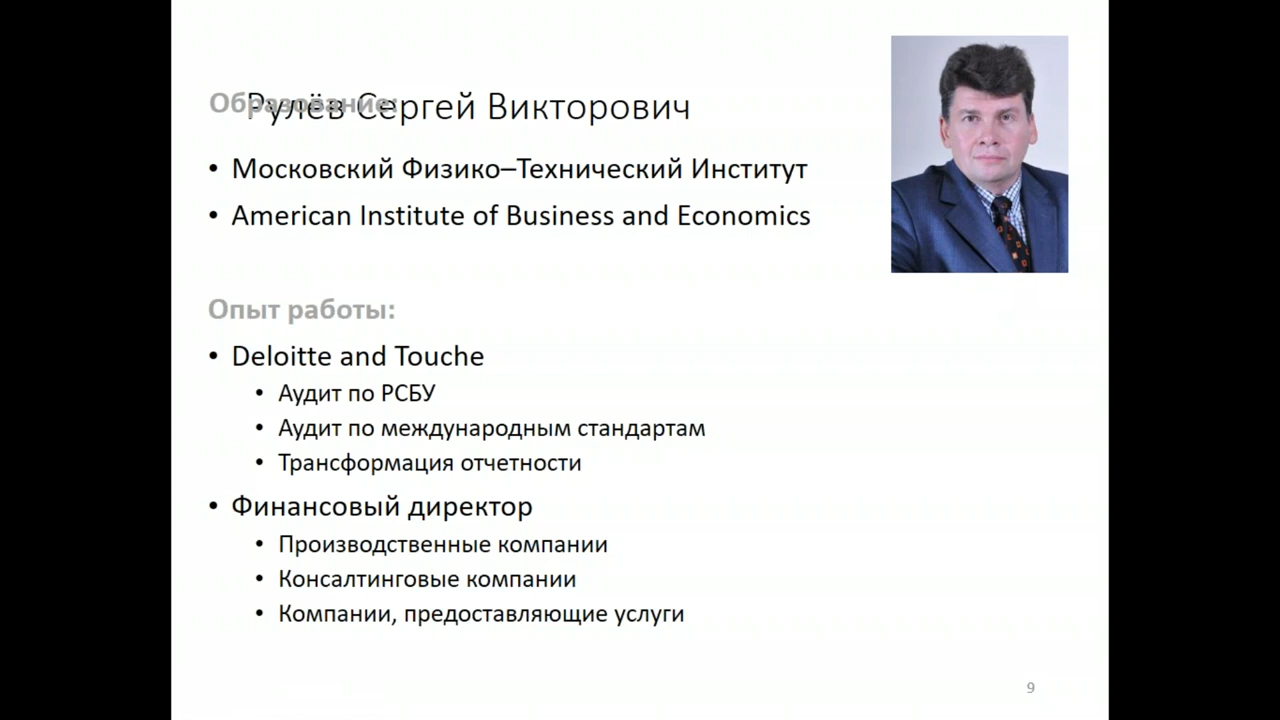 Образование:
Рулёв Сергей Викторович
• Московский Физико–Технический Институт
• American Institute of Business and Economics
Опыт работы:
• Deloitte and Touche
• Аудит по РСБУ
• Аудит по международным стандартам
• Трансформация отчетности
• Финансовый директор
• Производственные компании
• Консалтинговые компании
• Компании, предоставляющие услуги
9